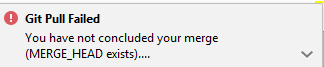 Git Pull Failed
You have not concluded your merge
(MERGE_HEAD exists)....